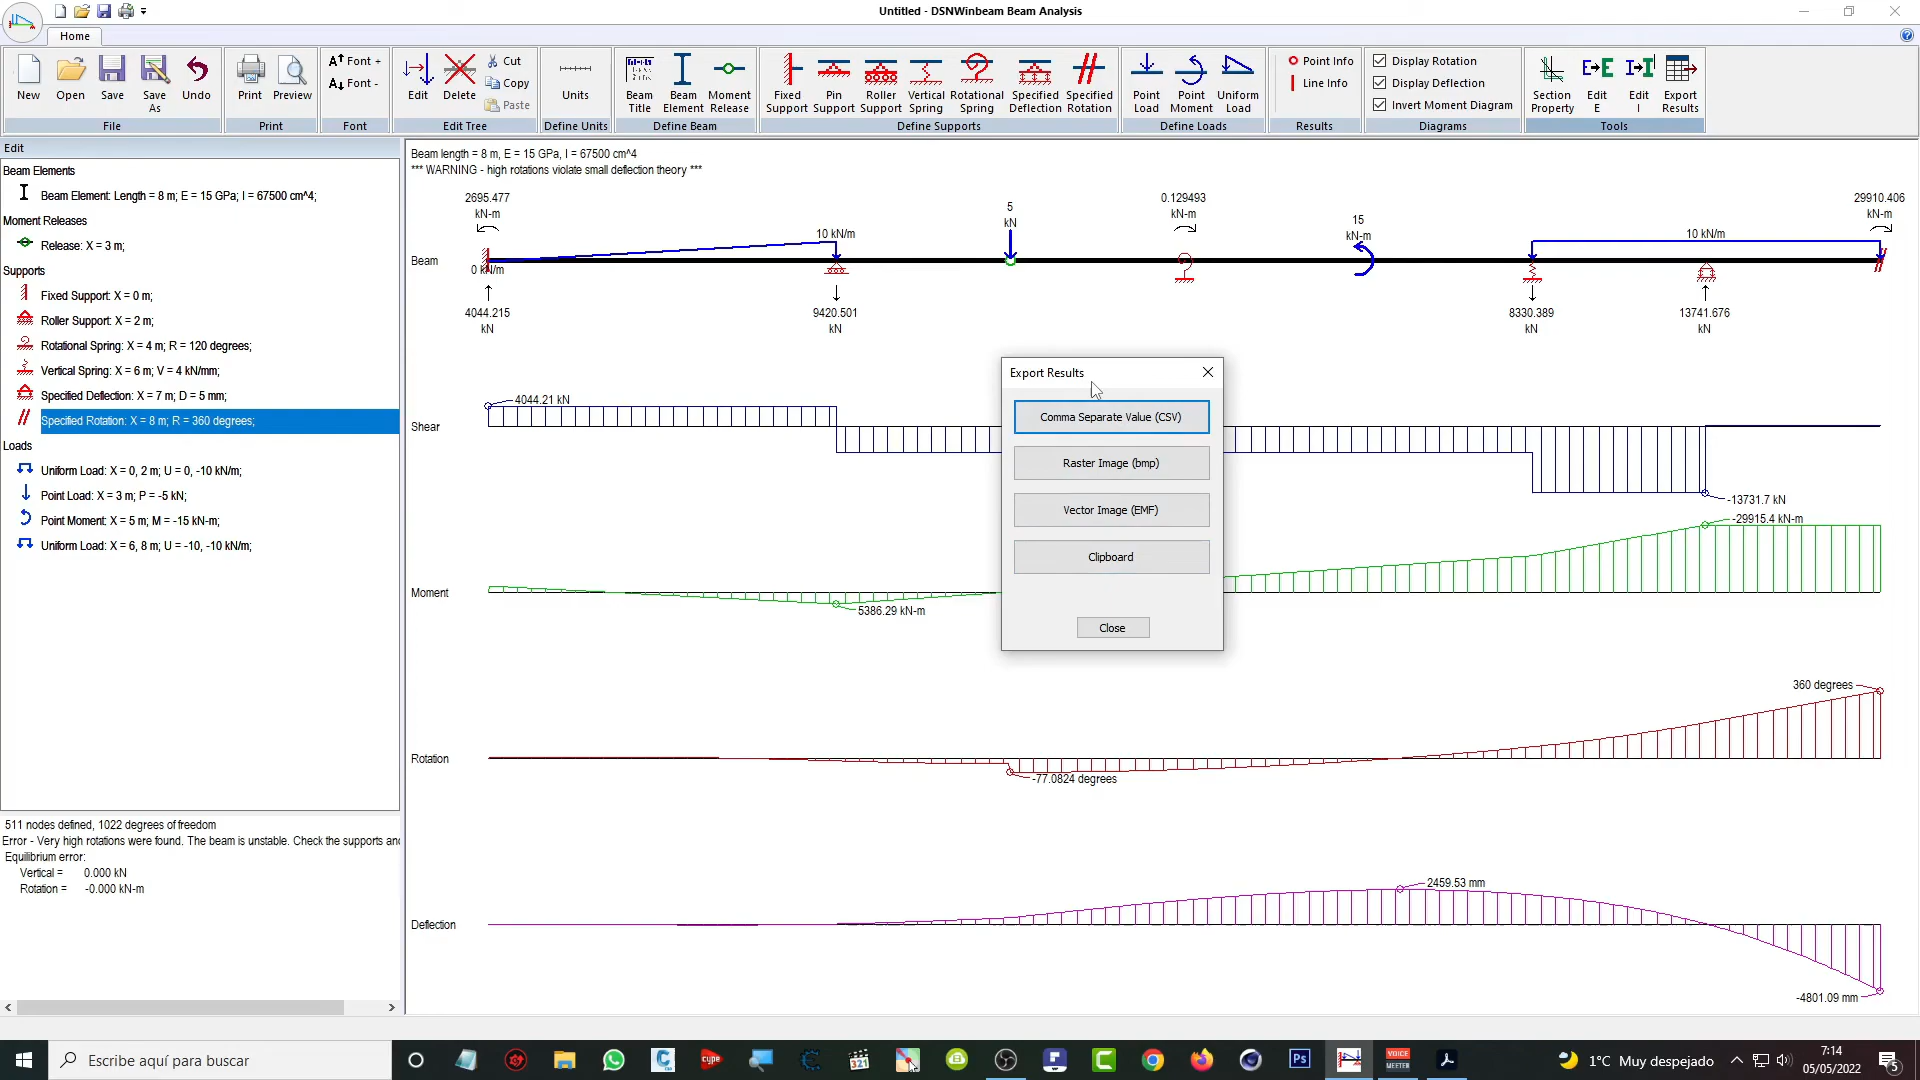 Untitled - DSNWinbeam Beam Analysis
Home
New
Open
Save
Save As
Undo
File
Print
Preview
Print
Font +
Font -
Font
Edit
Delete
Cut
Copy
Paste
Edit Tree
Units
Define Units
Beam Title
Beam Element
Moment Release
Define Beam
Fixed Support
Pin Support
Roller Support
Vertical Spring
Rotational Spring
Specified Deflection
Specified Rotation
Define Supports
Point Load
Point Moment
Uniform Load
Define Loads
Point Info
Line Info
Results
Display Rotation
Display Deflection
Invert Moment Diagram
Diagrams
Section Property
Edit E
Edit I
Export Results
Tools
Edit
Beam Elements
Beam Element: Length = 8 m; E = 15 GPa; I = 67500 cm^4;
Moment Releases
Release: X = 3 m;
Supports
Fixed Support: X = 0 m;
Roller Support: X = 2 m;
Rotational Spring: X = 4 m; R = 120 degrees;
Vertical Spring: X = 6 m; V = 4 kN/mm;
Specified Deflection: X = 7 m; D = 5 mm;
Specified Rotation: X = 8 m; R = 360 degrees;
Loads
Uniform Load: X = 0, 2 m; U = 0, -10 kN/m;
Point Load: X = 3 m; P = -5 kN;
Point Moment: X = 5 m; M = -15 kN-m;
Uniform Load: X = 6, 8 m; U = -10, -10 kN/m;
511 nodes defined, 1022 degrees of freedom
Error - Very high rotations were found. The beam is unstable. Check the supports and
Equilibrium error:
Vertical = 0.000 kN
Rotation = -0.000 kN-m
Beam length = 8 m, E = 15 GPa, I = 67500 cm^4
*** WARNING - high rotations violate small deflection theory ***
2695.477 kN-m
5 kN
0.129493 kN-m
15 kN-m
29910.406 kN-m
10 kN/m
10 kN/m
Beam
0 kN/m
4044.215 kN
9420.501 kN
8330.389 kN
13741.676 kN
Export Results
Comma Separate Value (CSV)
Raster Image (bmp)
Vector Image (EMF)
Clipboard
Close
4044.21 kN
Shear
-13731.7 kN
-29915.4 kN-m
Moment
5386.29 kN-m
360 degrees
Rotation
-77.0824 degrees
2459.53 mm
Deflection
-4801.09 mm
Escribe aquí para buscar
cype
321
Ps
VOICE
MEETER
1°C Muy despejado
7:14
05/05/2022
5